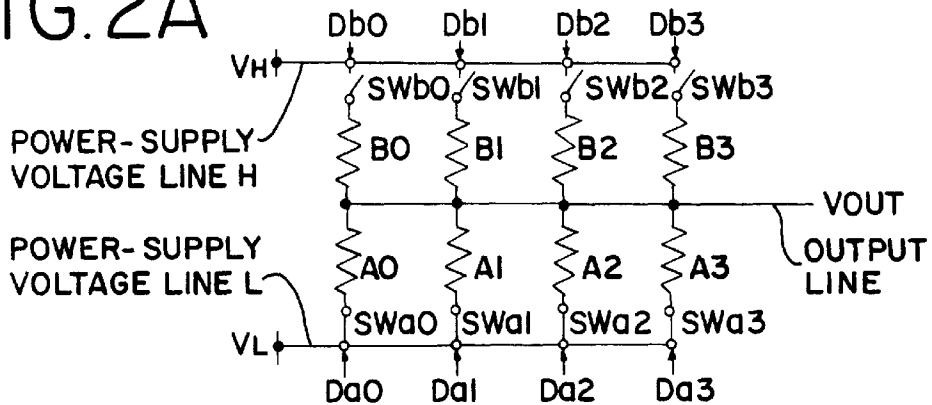 FIG. 2A
Db0 Db1 Db2 Db3
VH
SWb0 SWb1 SWb2 SWb3
POWER-SUPPLY
VOLTAGE LINE H
B0 B1 B2 B3
VOUT
POWER-SUPPLY
VOLTAGE LINE L
A0 A1 A2 A3
OUTPUT
LINE
SWa0 SWa1 SWa2 SWa3
VL
Da0 Da1 Da2 Da3